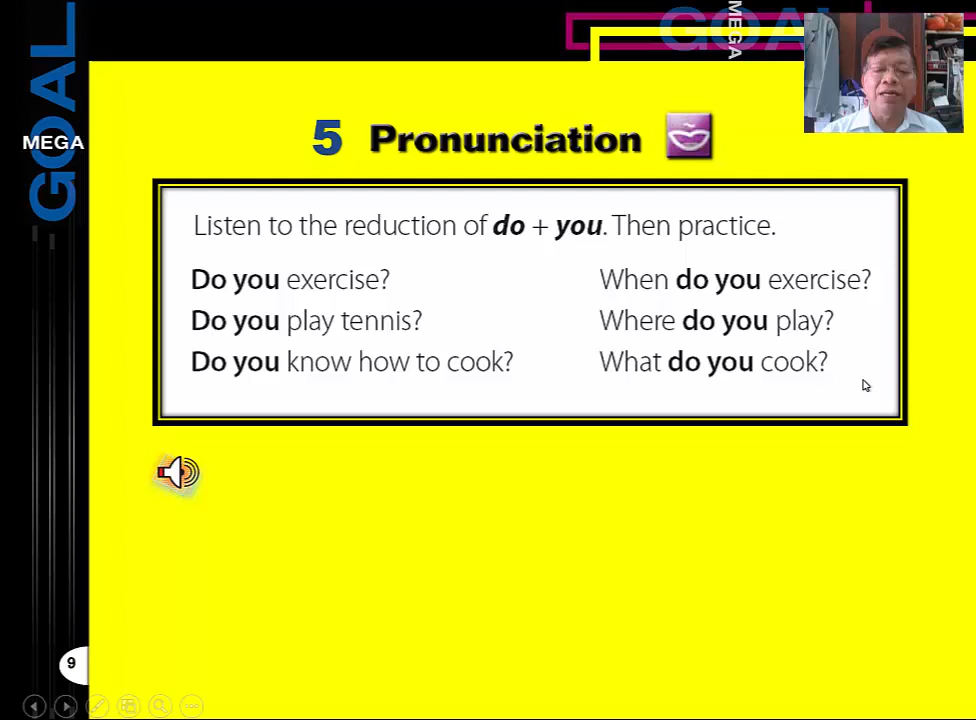 GOAL
MEGA
GOAL
MEGA
5 Pronunciation
Listen to the reduction of do + you. Then practice.
Do you exercise?
When do you exercise?
Do you play tennis?
Where do you play?
Do you know how to cook?
What do you cook?
9